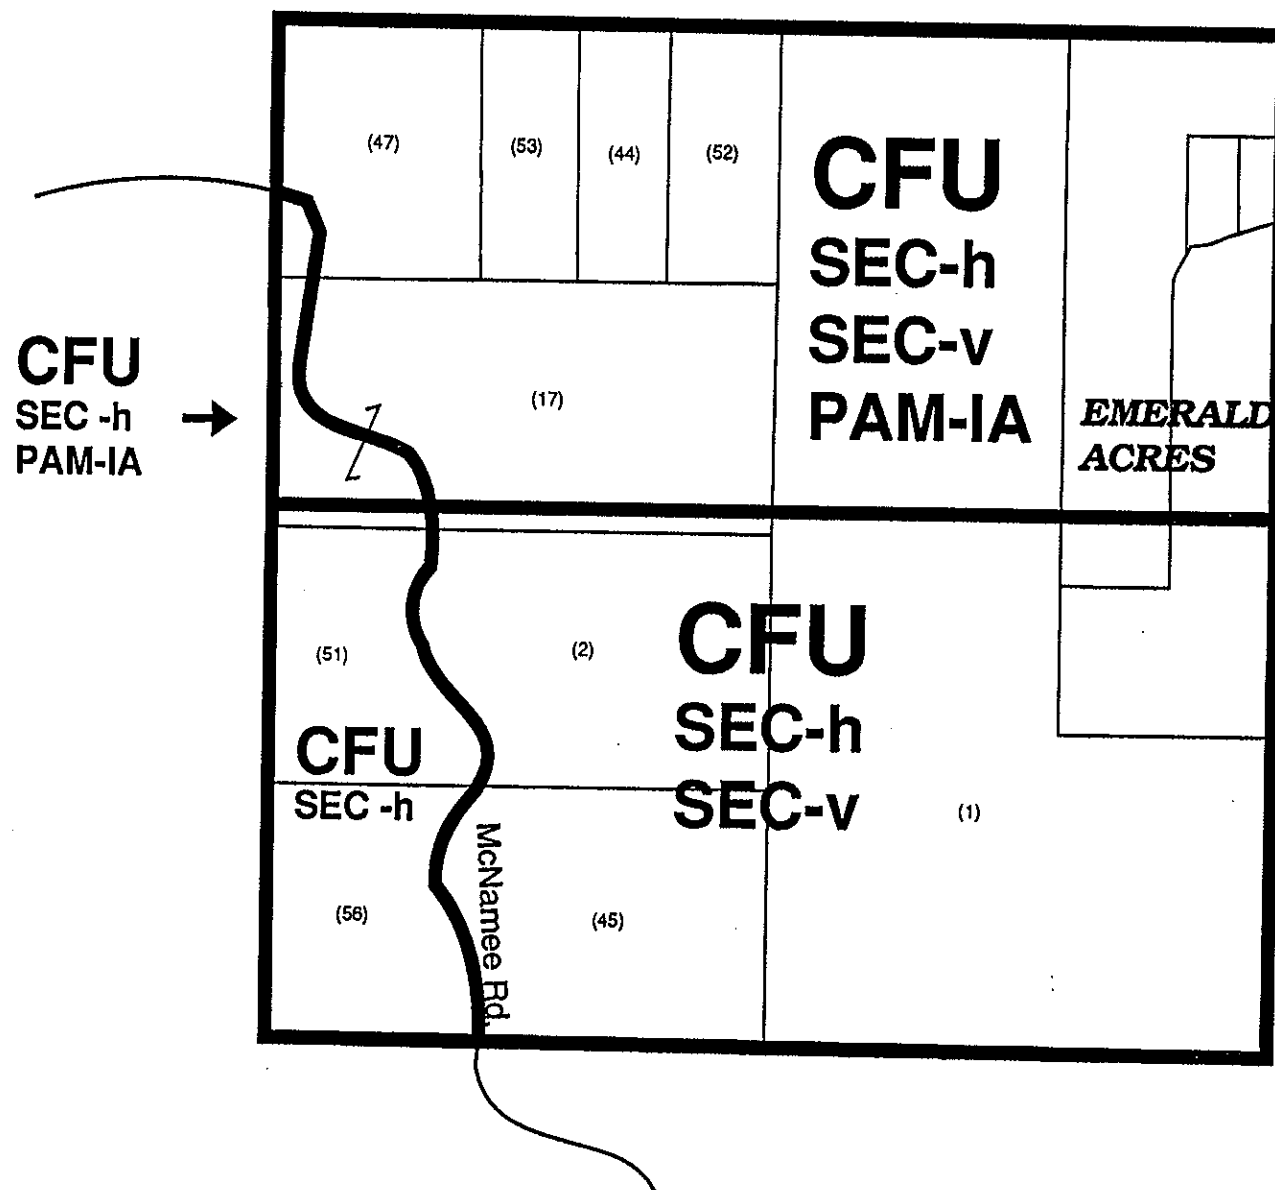 (47)
(53)
(44)
(52)
CFU
SEC-h
SEC-v
PAM-IA
CFU
SEC -h
PAM-IA
(17)
EMERALD
ACRES
(51)
(2)
CFU
SEC-h
SEC-v
CFU
SEC -h
(1)
McNamee Rd.
(56)
(45)